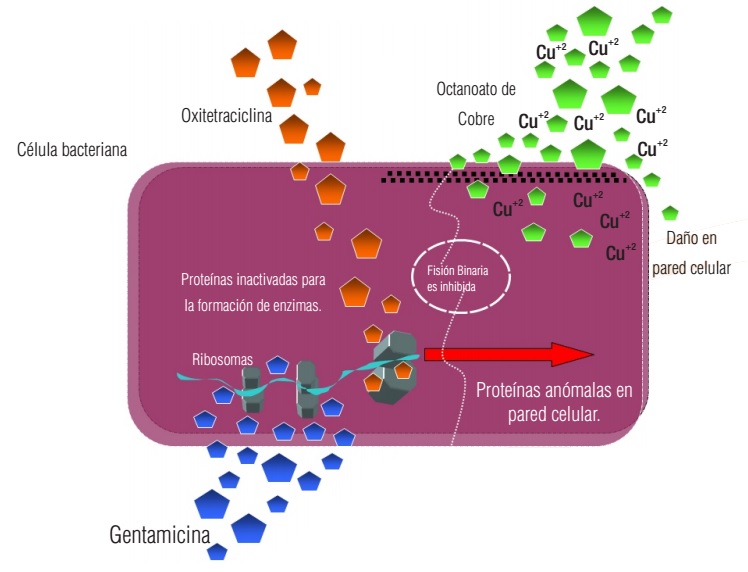 Cu+2
Cu+2
Octanoato de
Cobre
Cu+2
Cu+2
Cu+2
Cu+2
Oxitetraciclina
Célula bacteriana
Cu+2
Cu+2
Cu+2
Cu+2
Daño en
pared celular
Fisión Binaria
es inhibida
Proteínas inactivadas para
la formación de enzimas.
Ribosomas
Proteínas anómalas en
pared celular.
Gentamicina